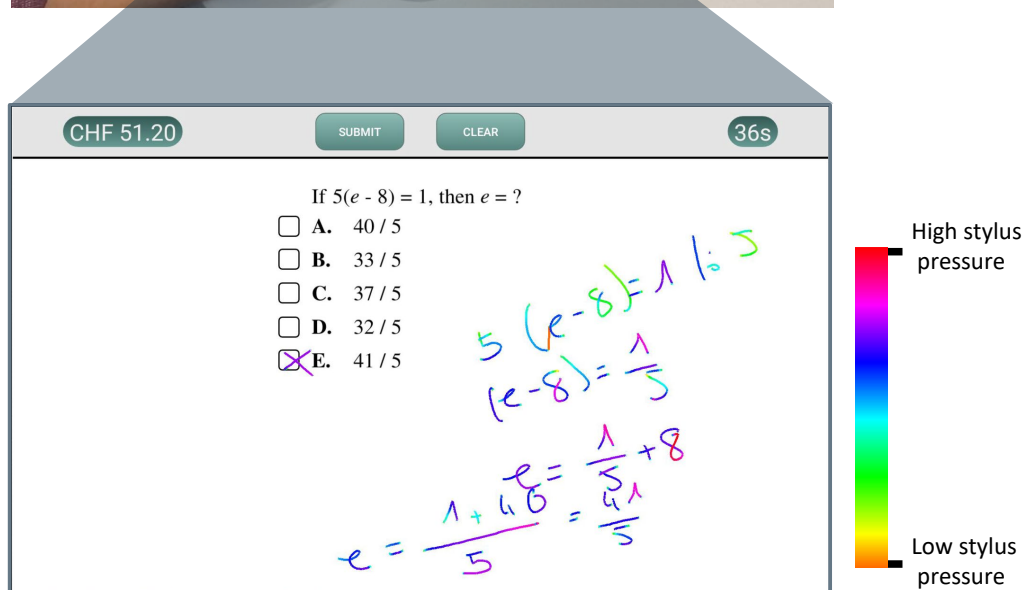 CHF 51.20
SUBMIT
CLEAR
36s
If 5(e - 8) = 1, then e = ?
A. 40 / 5
B. 33 / 5
C. 37 / 5
D. 32 / 5
E. 41 / 5
5 (e-8) = 1 |: 5
(e-8) = 1/5
e = 1/5 + 8
e = (1 + 40)/5 = 41/5
High stylus
pressure
Low stylus
pressure